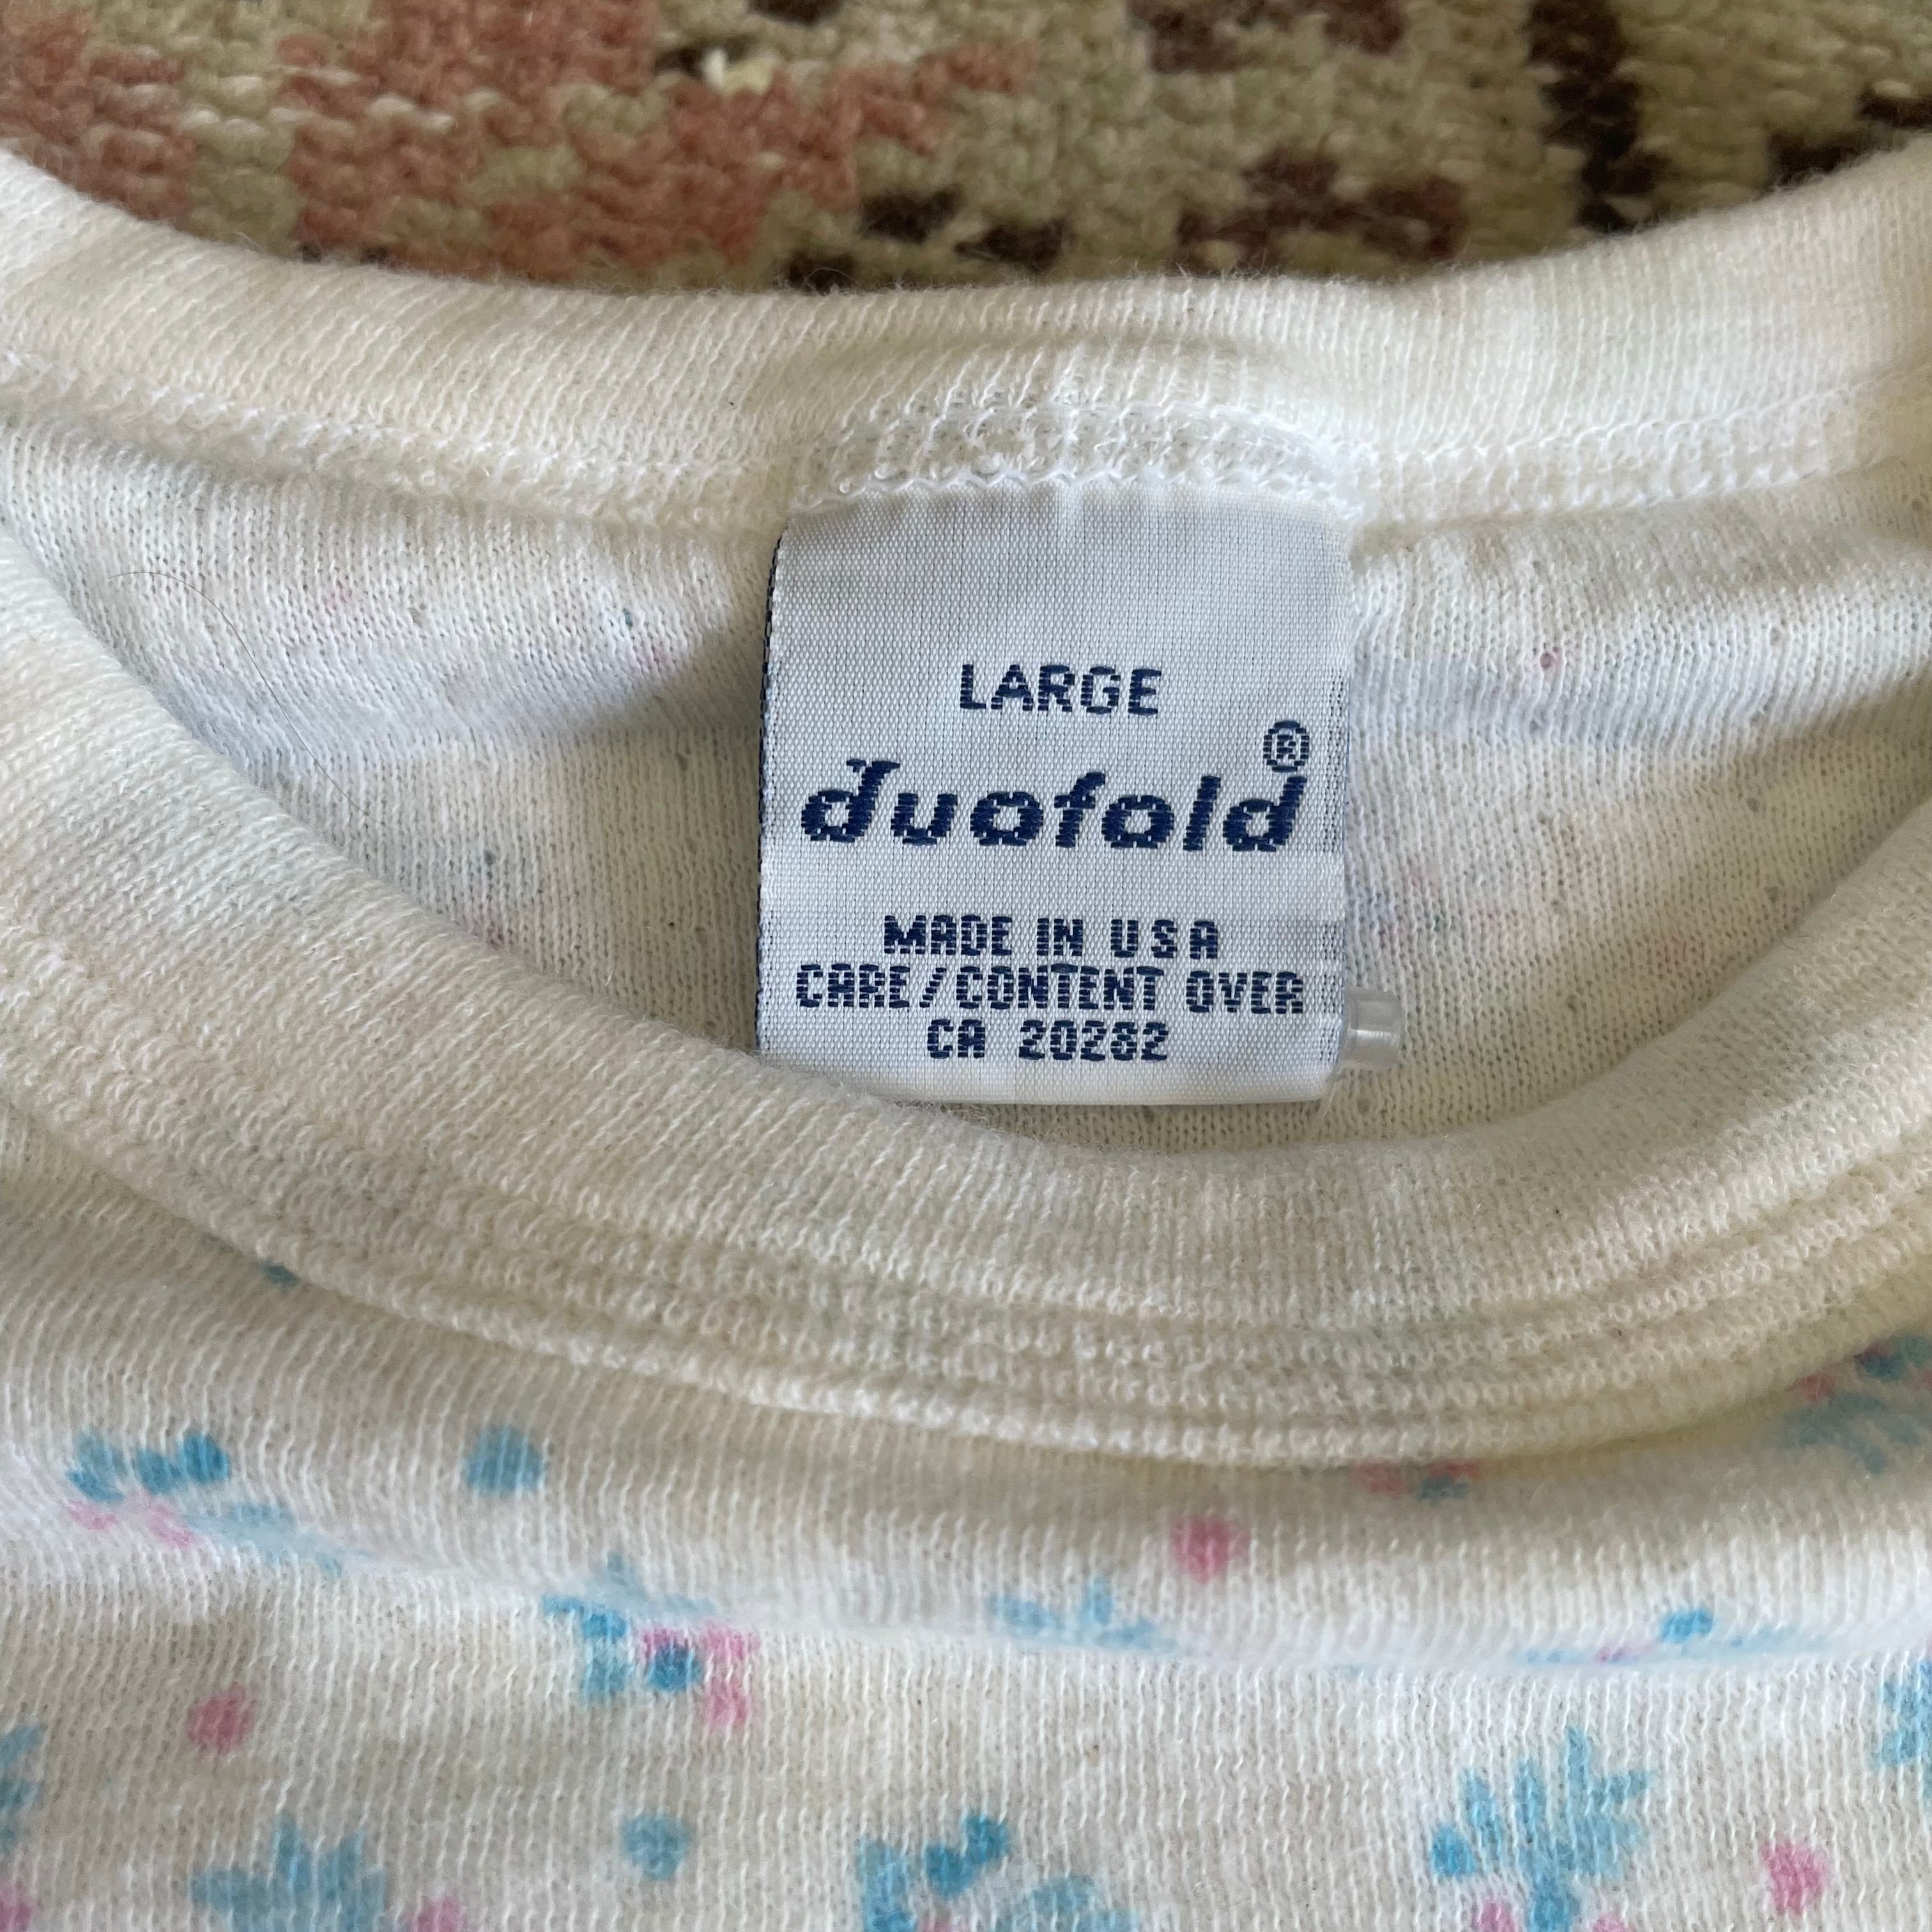 LARGE
duofold®
MADE IN USA
CARE/CONTENT OVER
CA 20282